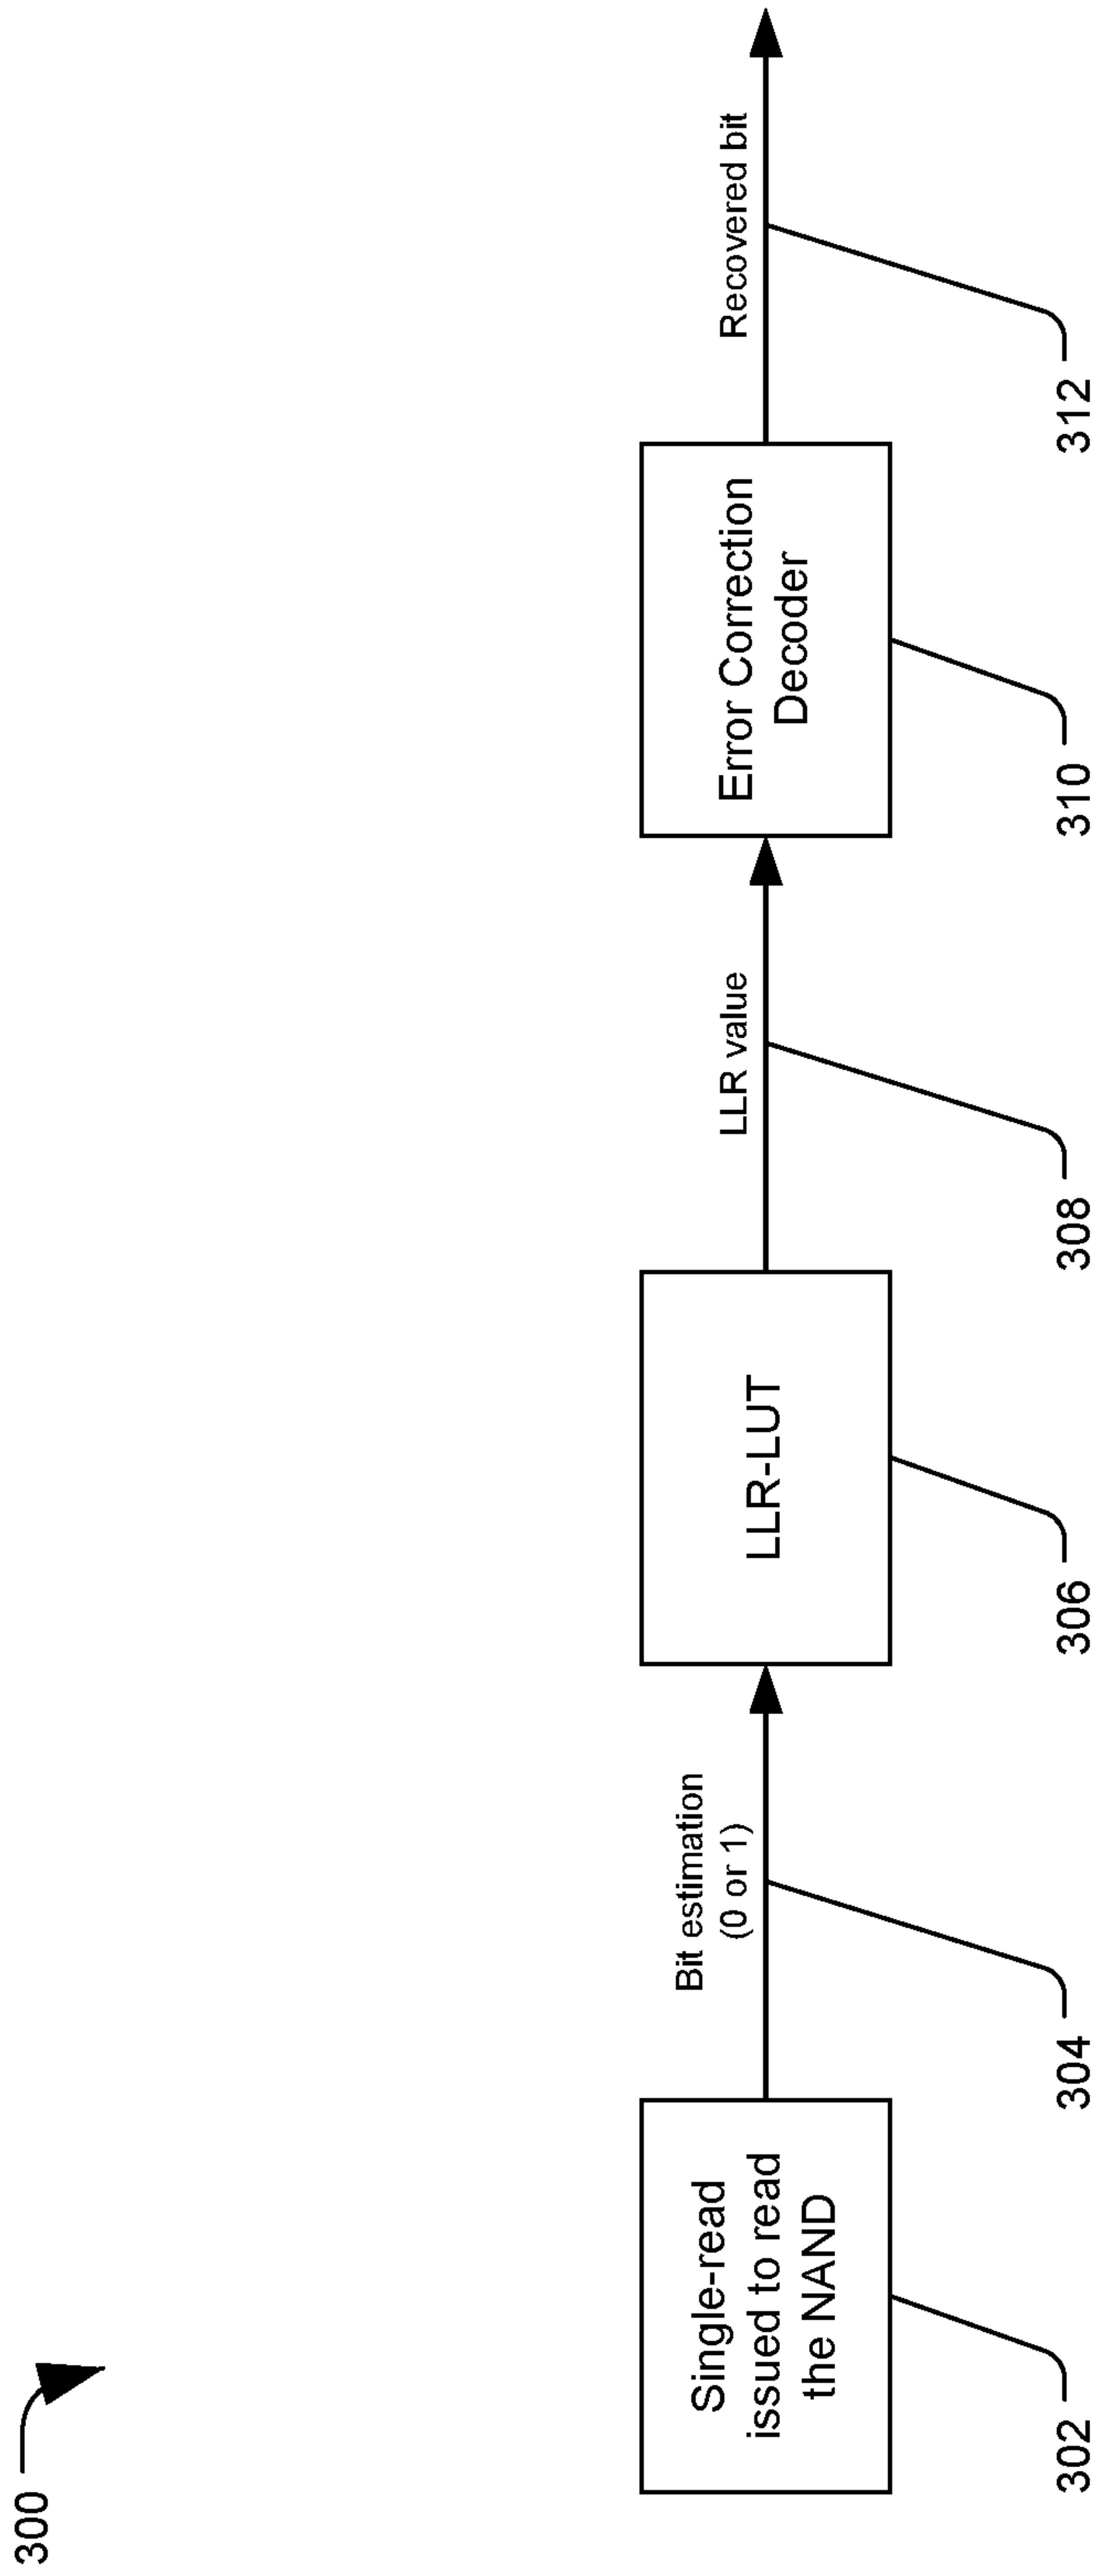 300
Single-read
issued to read
the NAND
302
Bit estimation
(0 or 1)
304
LLR-LUT
306
LLR value
308
Error Correction
Decoder
310
Recovered bit
312